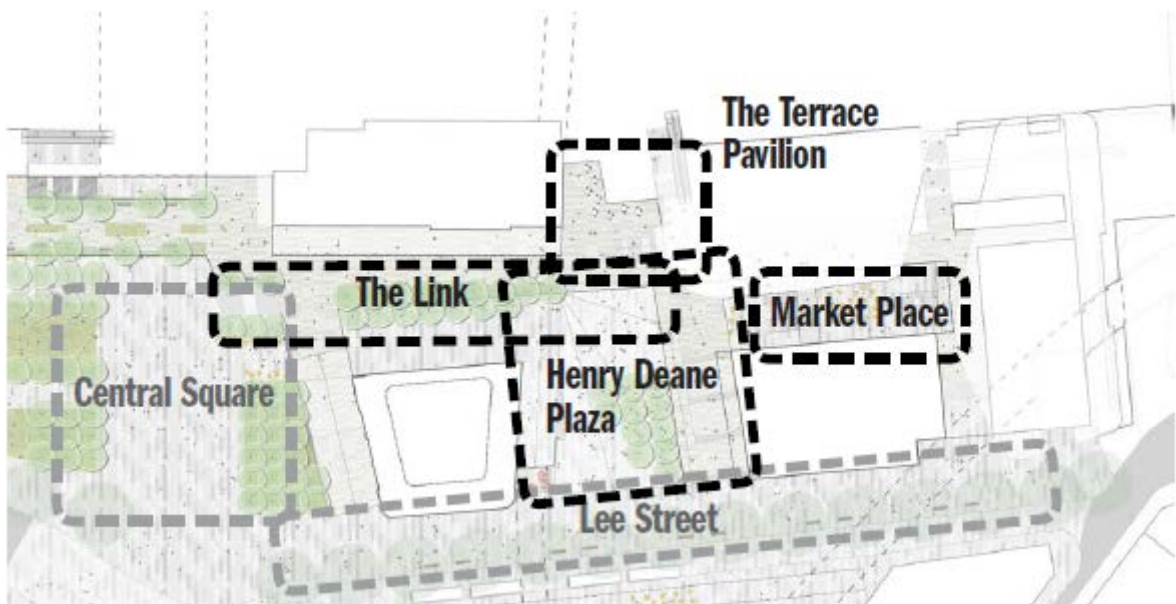 The Terrace
Pavilion
The Link
Market Place
Central Square
Henry Deane
Plaza
Lee Street